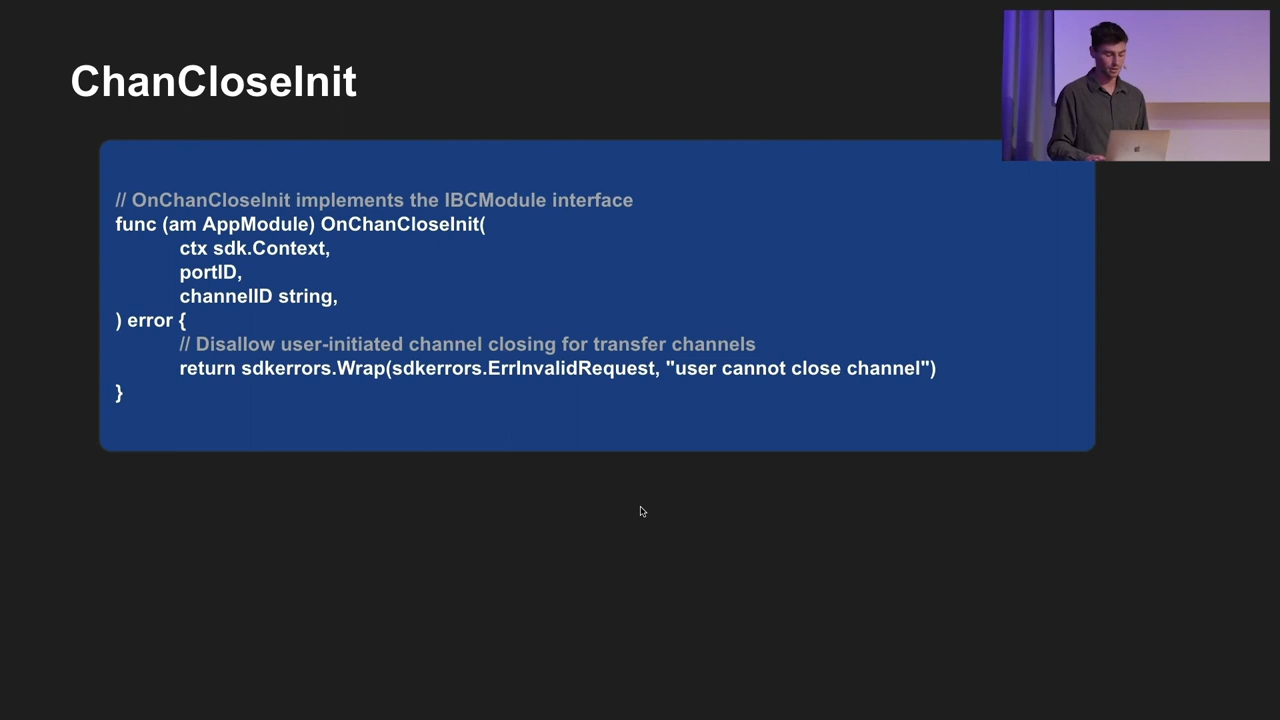 ChanCloseInit
// OnChanCloseInit implements the IBCModule interface
func (am AppModule) OnChanCloseInit(
ctx sdk.Context,
portID,
channelID string,
) error {
// Disallow user-initiated channel closing for transfer channels
return sdkerrors.Wrap(sdkerrors.ErrInvalidRequest, "user cannot close channel")
}